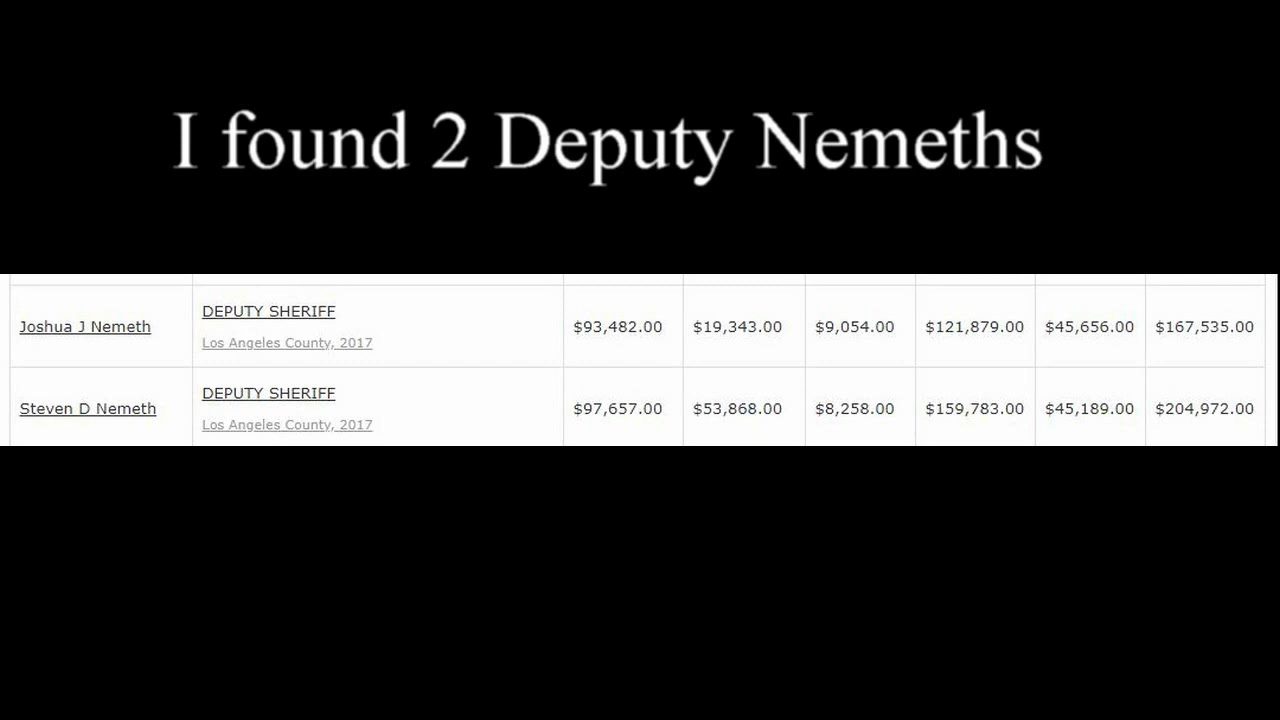 I found 2 Deputy Nemeths
Joshua J Nemeth DEPUTY SHERIFF $93,482.00 $19,343.00 $9,054.00 $121,879.00 $45,656.00 $167,535.00
Los Angeles County, 2017
Steven D Nemeth DEPUTY SHERIFF $97,657.00 $53,868.00 $8,258.00 $159,783.00 $45,189.00 $204,972.00
Los Angeles County, 2017